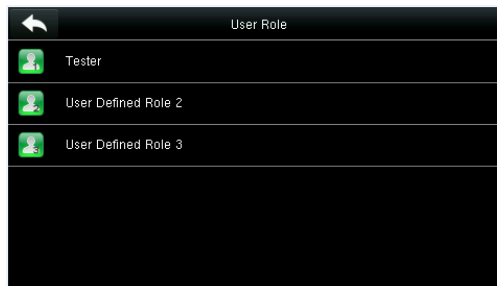 User Role
Tester
User Defined Role 2
User Defined Role 3